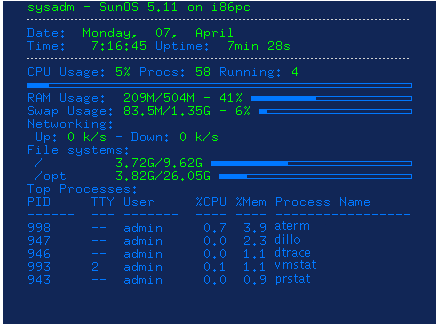 sysadm - SunOS 5.11 on i86pc
Date: Monday, 07, April
Time: 7:16:45 Uptime: 7min 28s
CPU Usage: 5% Procs: 58 Running: 4
RAM Usage: 209M/504M - 41%
Swap Usage: 83.5M/1.35G - 6%
Networking:
Up: 0 k/s - Down: 0 k/s
File systems:
/ 3.72G/9.62G
/opt 3.82G/26.05G
Top Processes:
PID TTY User %CPU %Mem Process Name
------- --- ------- ---- ---- ------------------
998 -- admin 0.7 3.9 aterm
947 -- admin 0.0 2.3 dillo
946 -- admin 0.0 1.1 dtrace
993 2 admin 0.1 1.1 vmstat
943 -- admin 0.0 0.9 prstat